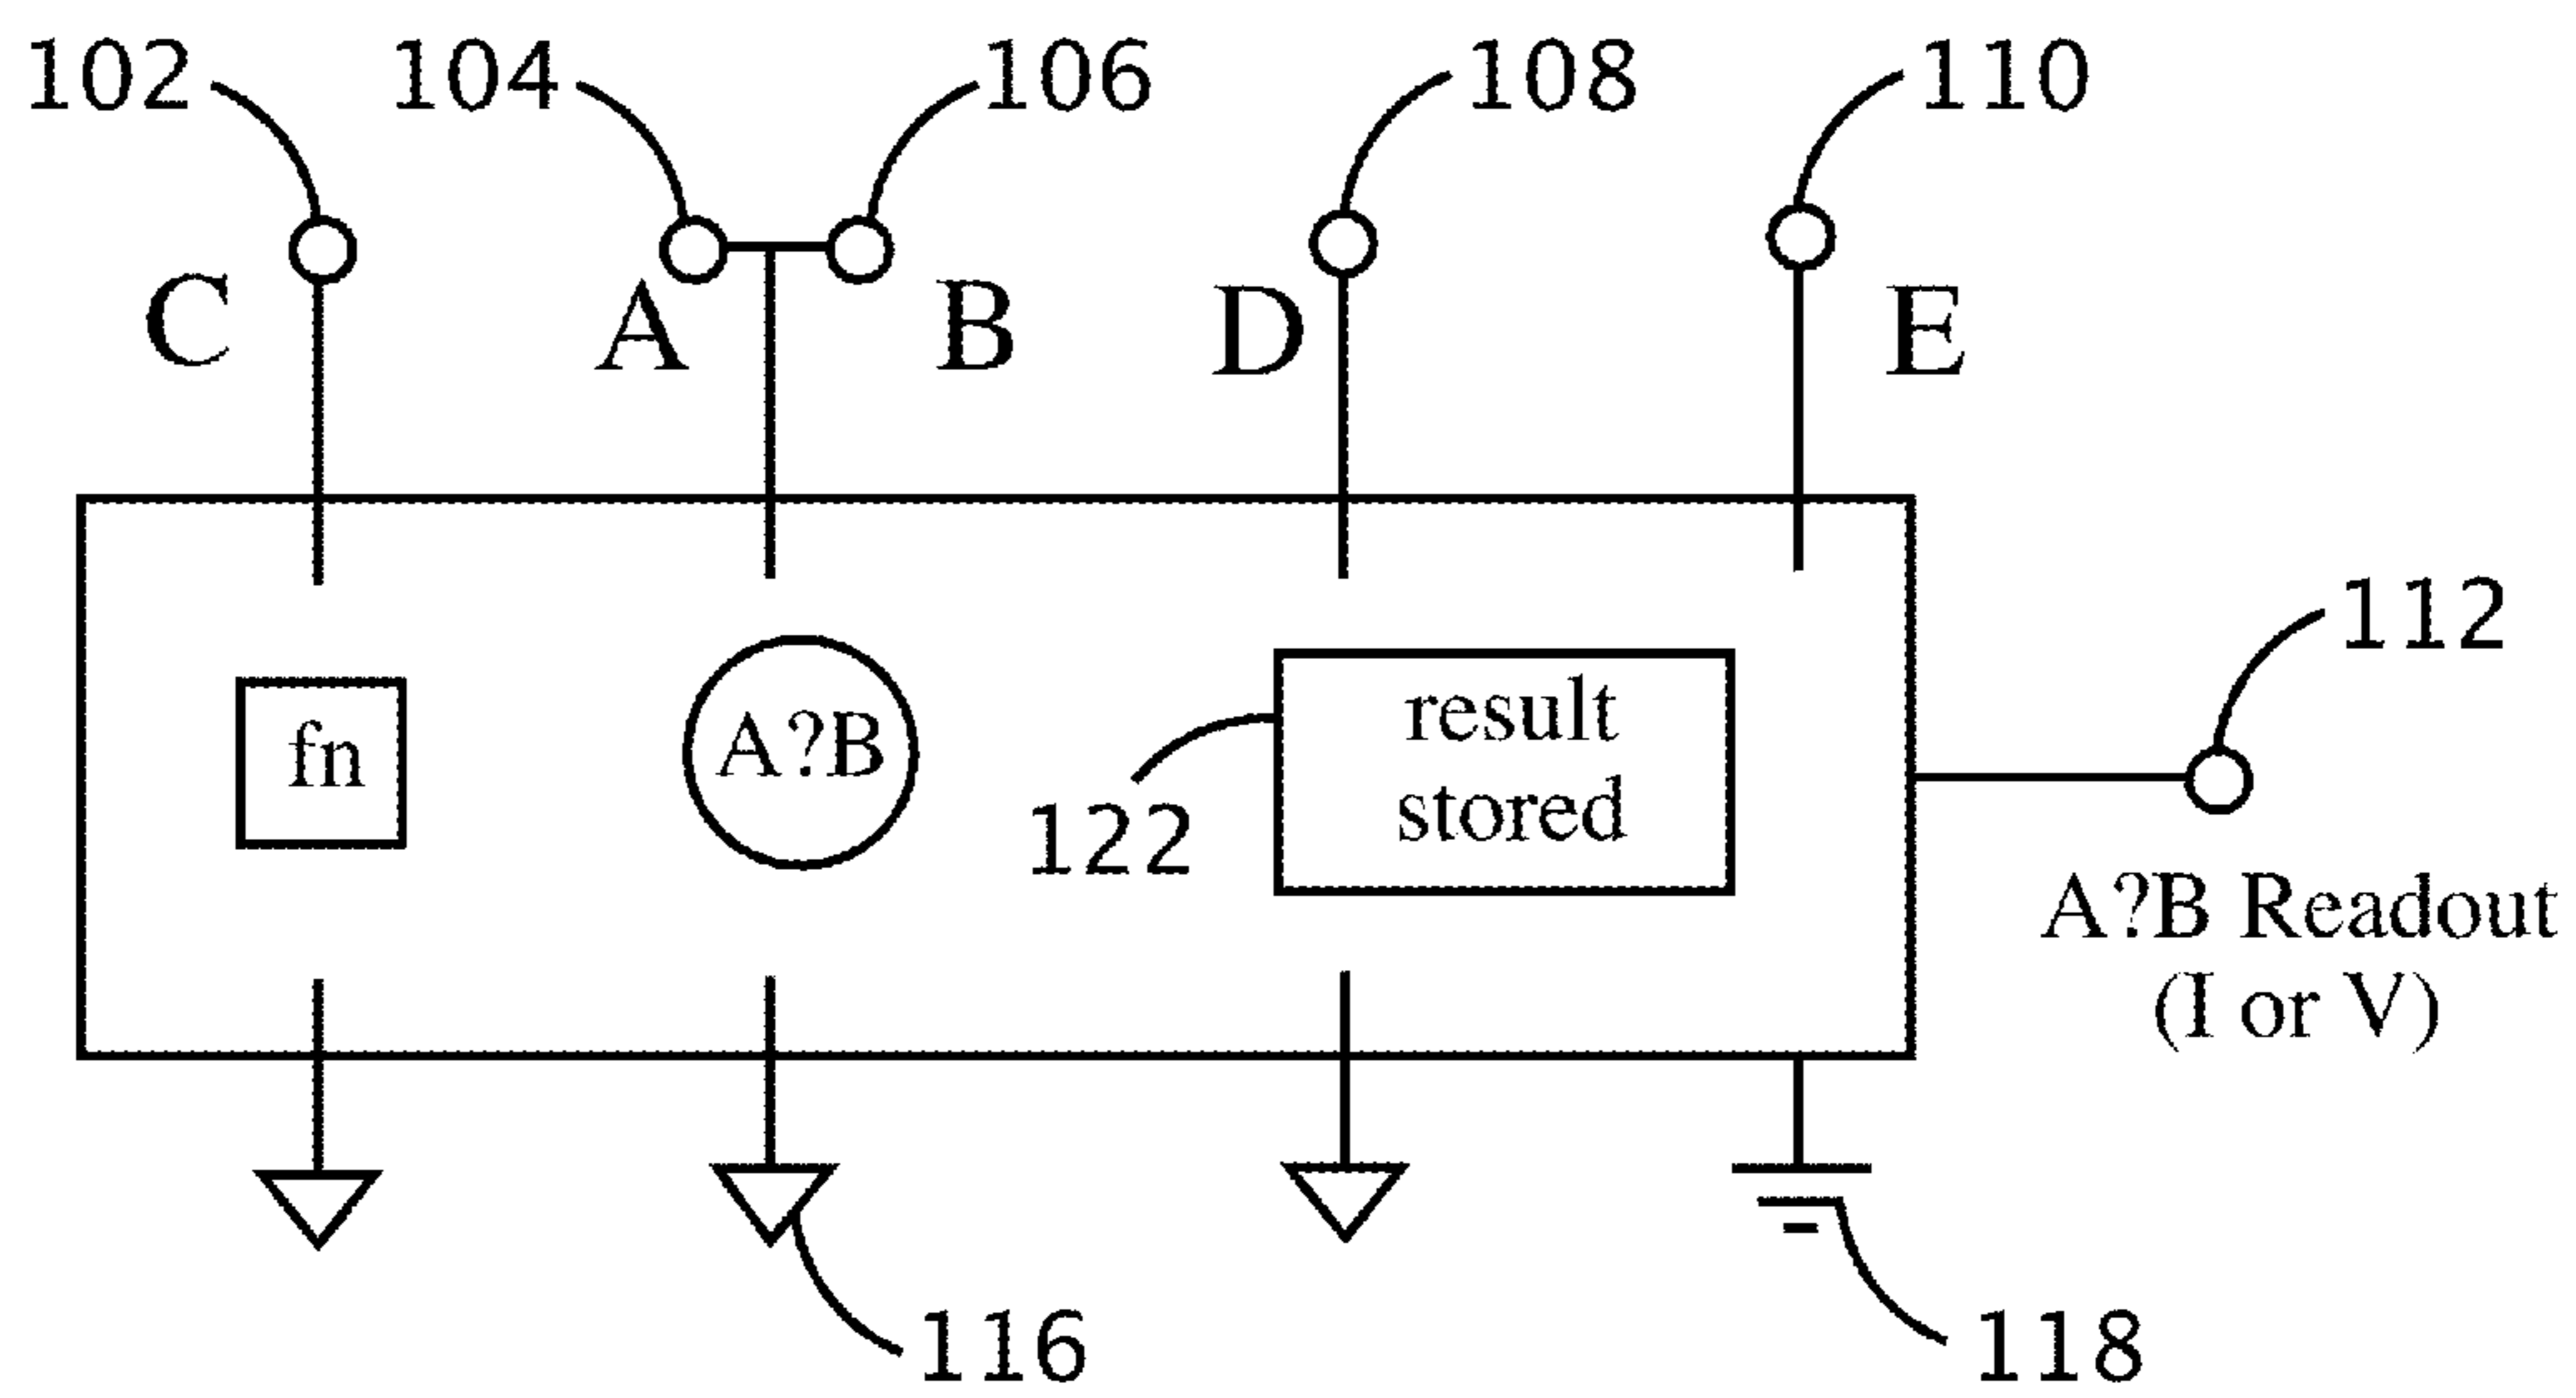 102 104 106 108 110
C A B D E
112
fn A?B result
stored
122
A?B Readout
(I or V)
116 118